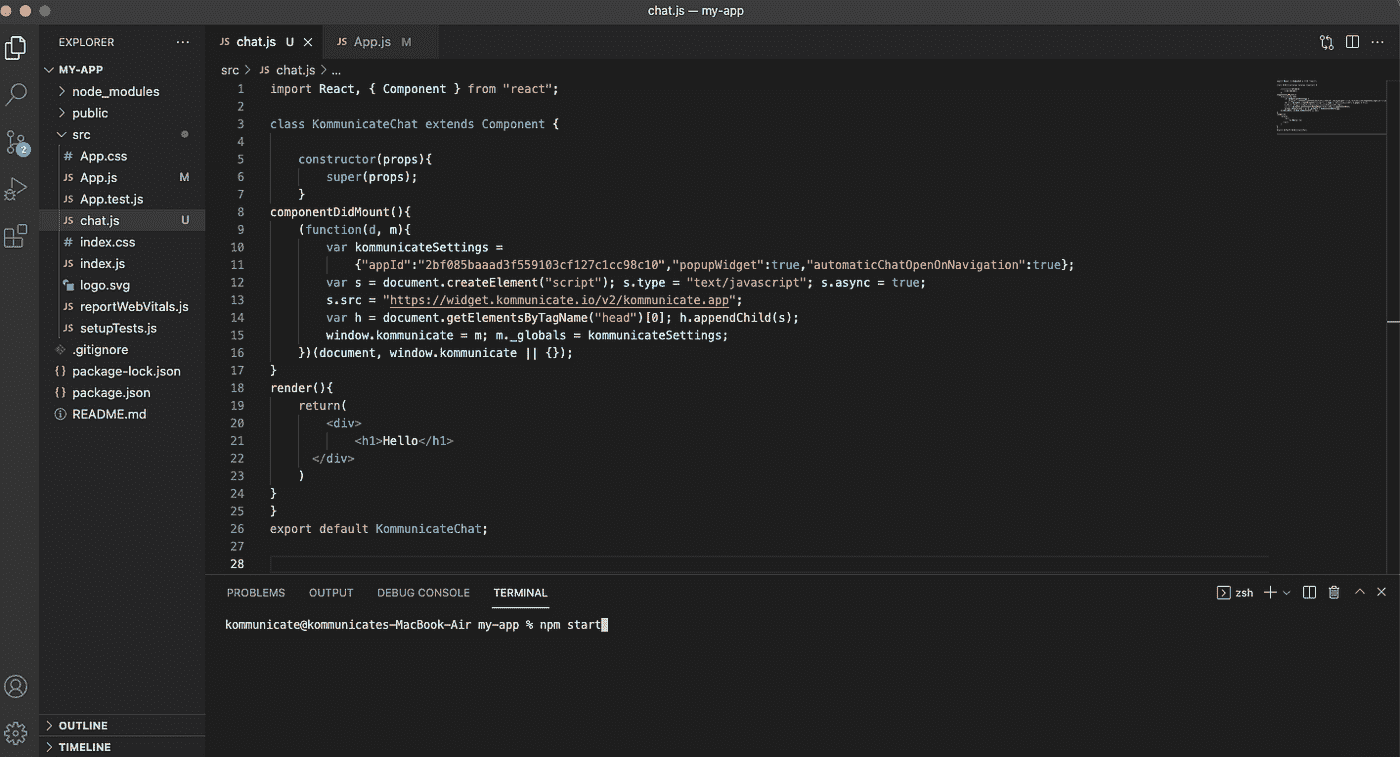 chat.js — my-app
EXPLORER
MY-APP
node_modules
public
src
# App.css
JS App.js M
JS App.test.js
JS chat.js U
# index.css
JS index.js
logo.svg
JS reportWebVitals.js
JS setupTests.js
.gitignore
{} package-lock.json
{} package.json
README.md
OUTLINE
TIMELINE
2
JS chat.js U
JS App.js M
src > JS chat.js > ...
1 import React, { Component } from "react";
2
3 class KommunicateChat extends Component {
4
5 constructor(props){
6 super(props);
7 }
8 componentDidMount(){
9 (function(d, m){
10 var kommunicateSettings =
11 {"appId":"2bf085baaad3f559103cf127c1cc98c10","popupWidget":true,"automaticChatOpenOnNavigation":true};
12 var s = document.createElement("script"); s.type = "text/javascript"; s.async = true;
13 s.src = "https://widget.kommunicate.io/v2/kommunicate.app";
14 var h = document.getElementsByTagName("head")[0]; h.appendChild(s);
15 window.kommunicate = m; m._globals = kommunicateSettings;
16 })(document, window.kommunicate || {});
17 }
18 render(){
19 return(
20 <div>
21 <h1>Hello</h1>
22 </div>
23 )
24 }
25 }
26 export default KommunicateChat;
27
28
PROBLEMS OUTPUT DEBUG CONSOLE TERMINAL
zsh
kommunicate@kommunicates-MacBook-Air my-app % npm start